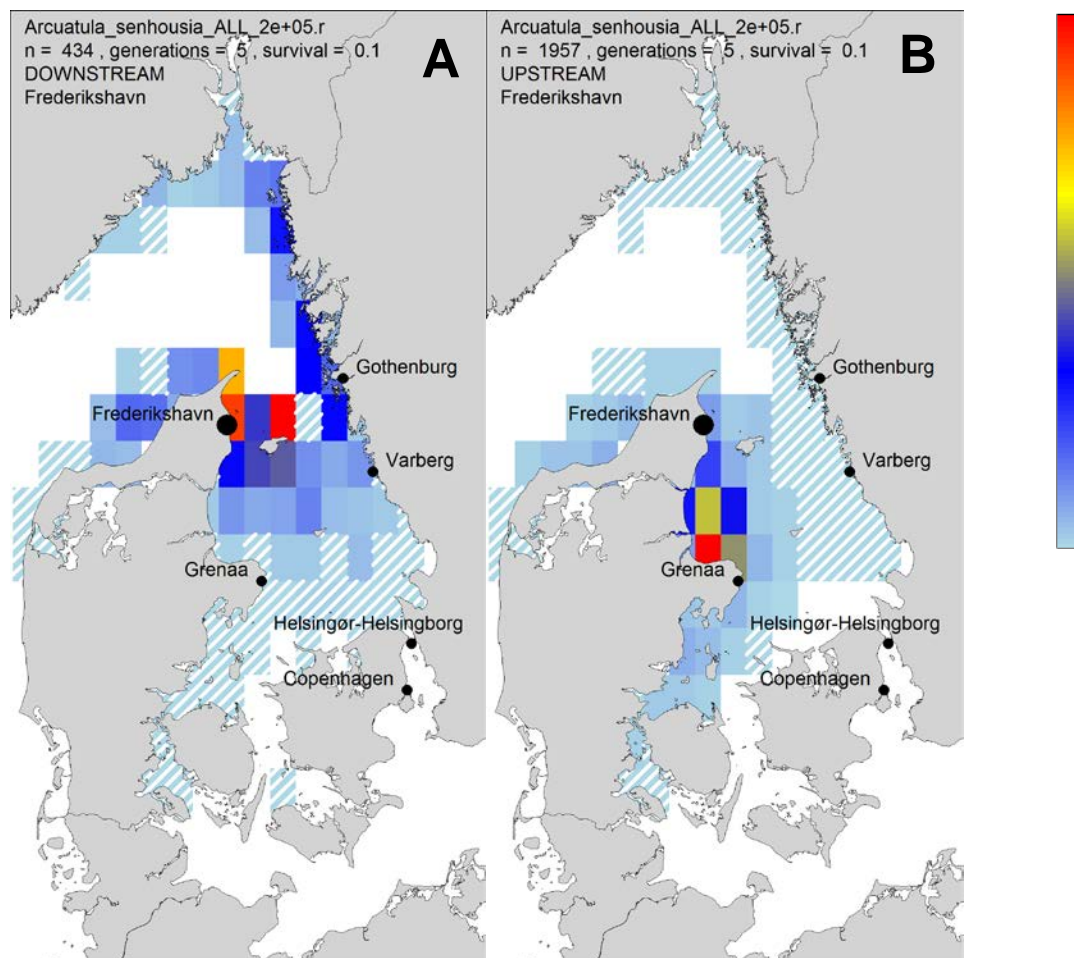 Arcuatula_senhousia_ALL_2e+05.r
n = 434 , generations = 5 , survival = 0.1
DOWNSTREAM
Frederikshavn
A
Gothenburg
Frederikshavn
Varberg
Grenaa
Helsingør-Helsingborg
Copenhagen
Arcuatula_senhousia_ALL_2e+05.r
n = 1957 , generations = 5 , survival = 0.1
UPSTREAM
Frederikshavn
B
Gothenburg
Frederikshavn
Varberg
Grenaa
Helsingør-Helsingborg
Copenhagen